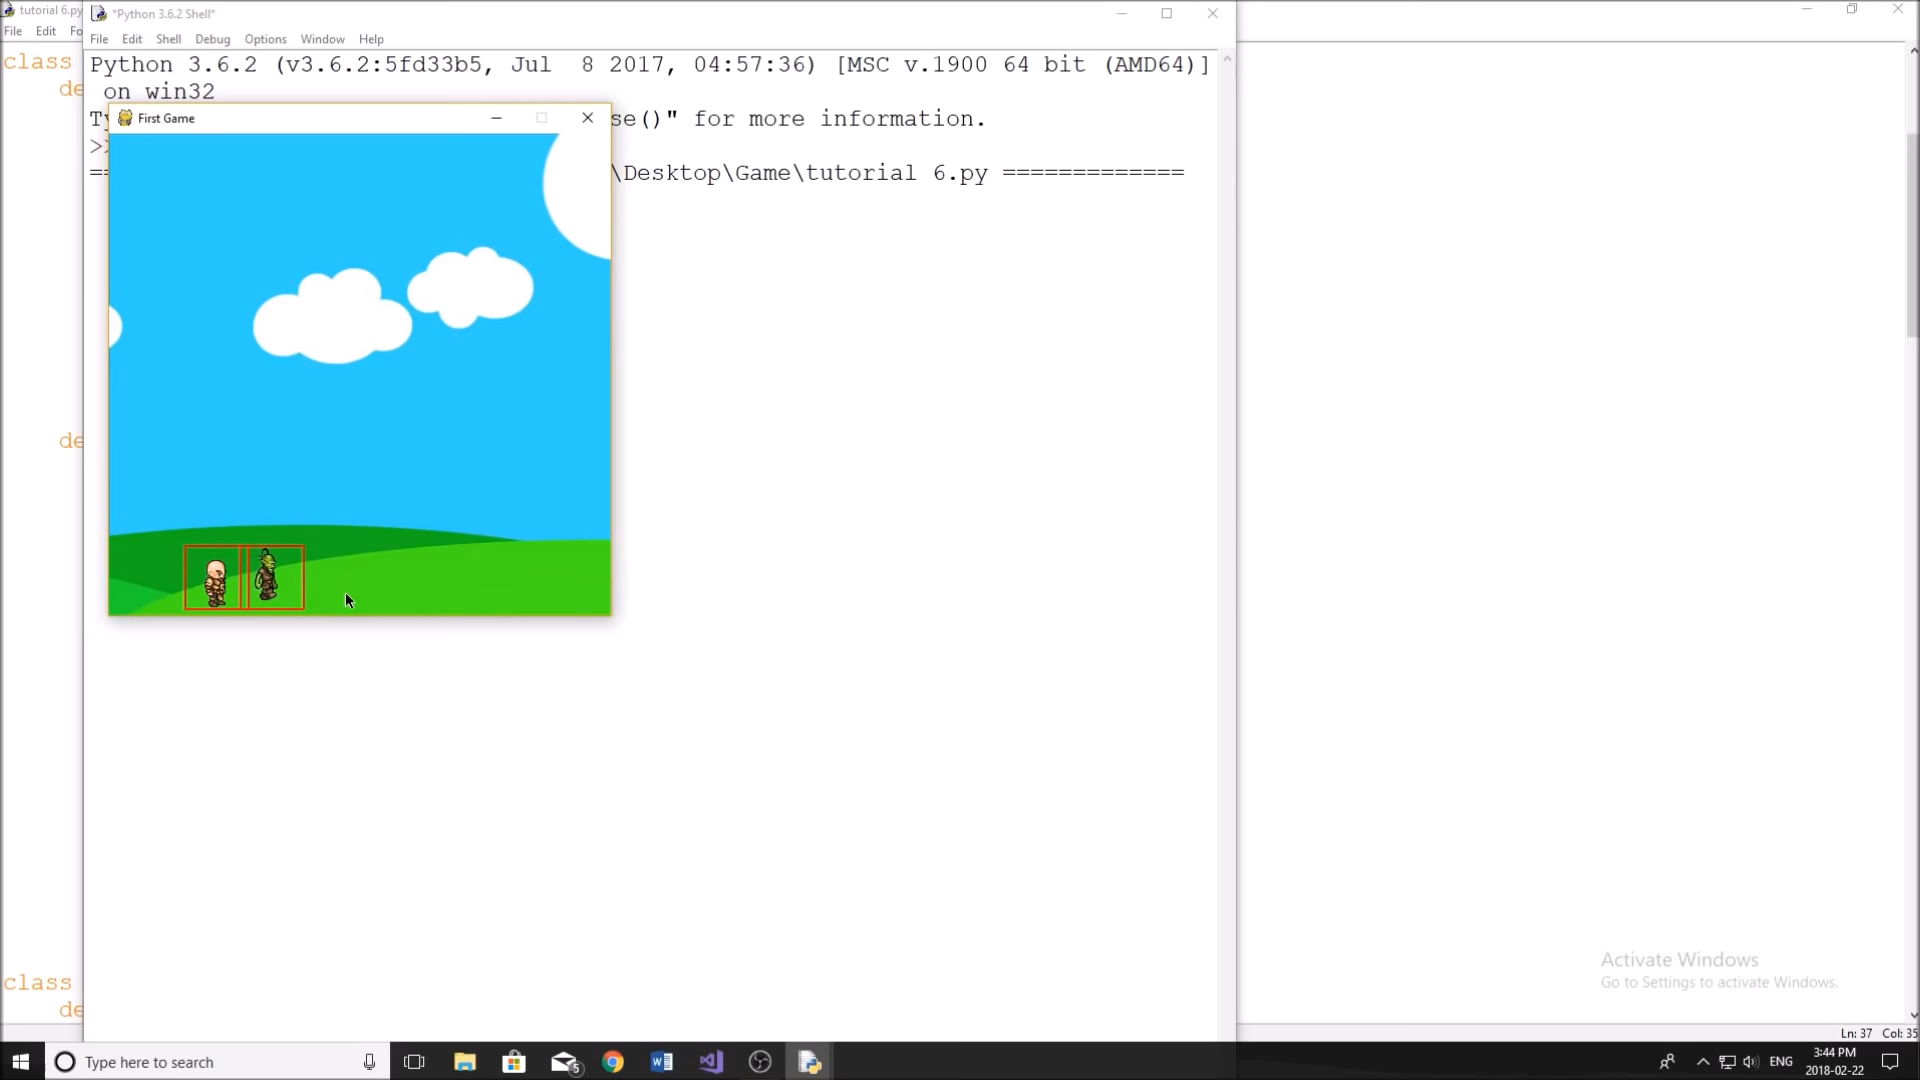 tutorial 6.py
File Edit Fo
class
de
de
class
de
*Python 3.6.2 Shell*
File Edit Shell Debug Options Window Help
Python 3.6.2 (v3.6.2:5fd33b5, Jul  8 2017, 04:57:36) [MSC v.1900 64 bit (AMD64)]
on win32
Ty
se()" for more information.
>>
==
\Desktop\Game\tutorial 6.py =============
First Game
Activate Windows
Go to Settings to activate Windows.
Ln: 37 Col: 35
Type here to search
5
ENG
3:44 PM
2018-02-22